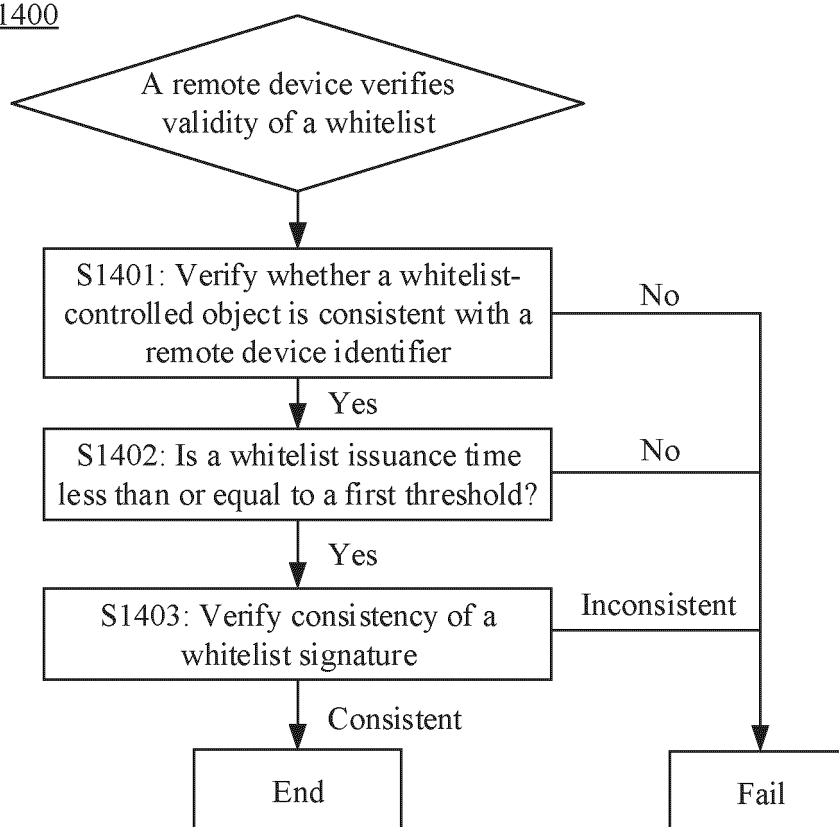 1400
A remote device verifies
validity of a whitelist
S1401: Verify whether a whitelist-
controlled object is consistent with a
remote device identifier
No
Yes
S1402: Is a whitelist issuance time
less than or equal to a first threshold?
No
Yes
S1403: Verify consistency of a
whitelist signature
Inconsistent
Consistent
End
Fail